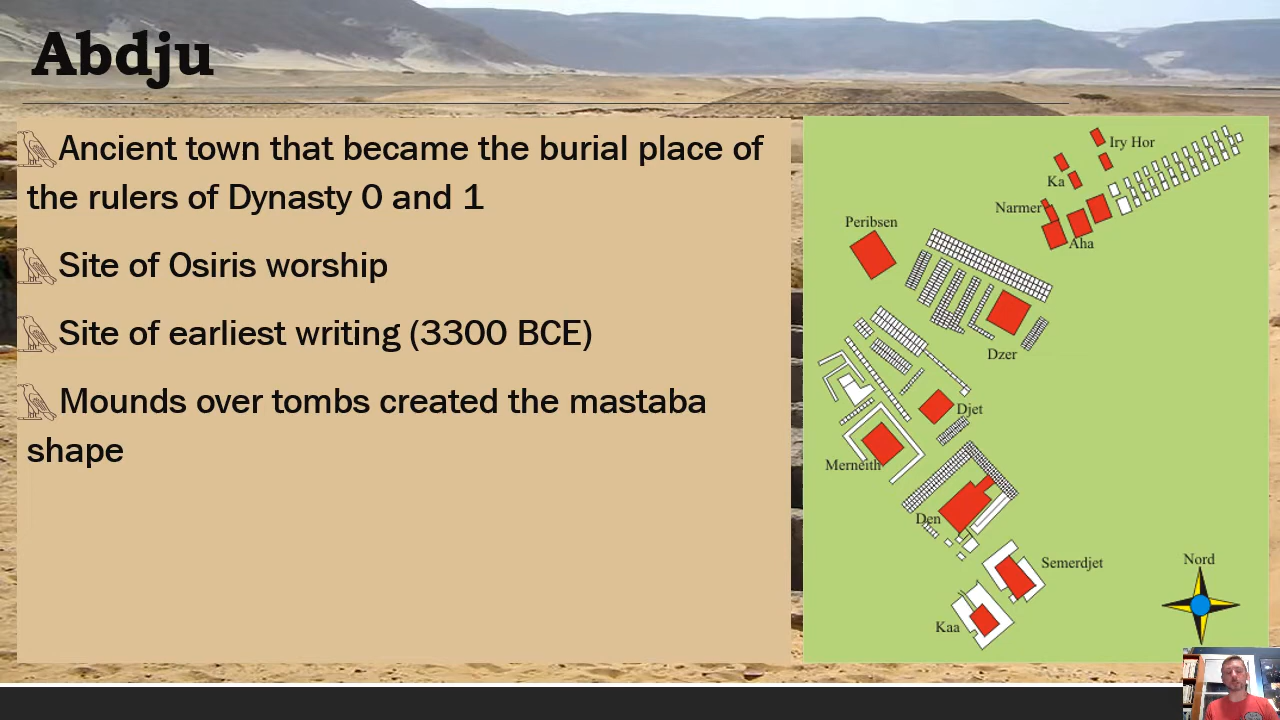 Abdju
Ancient town that became the burial place of
the rulers of Dynasty 0 and 1
Site of Osiris worship
Site of earliest writing (3300 BCE)
Mounds over tombs created the mastaba
shape
Iry Hor
Ka
Narmer
Aha
Peribsen
Dzer
Djet
Merneith
Den
Semerdjet
Kaa
Nord